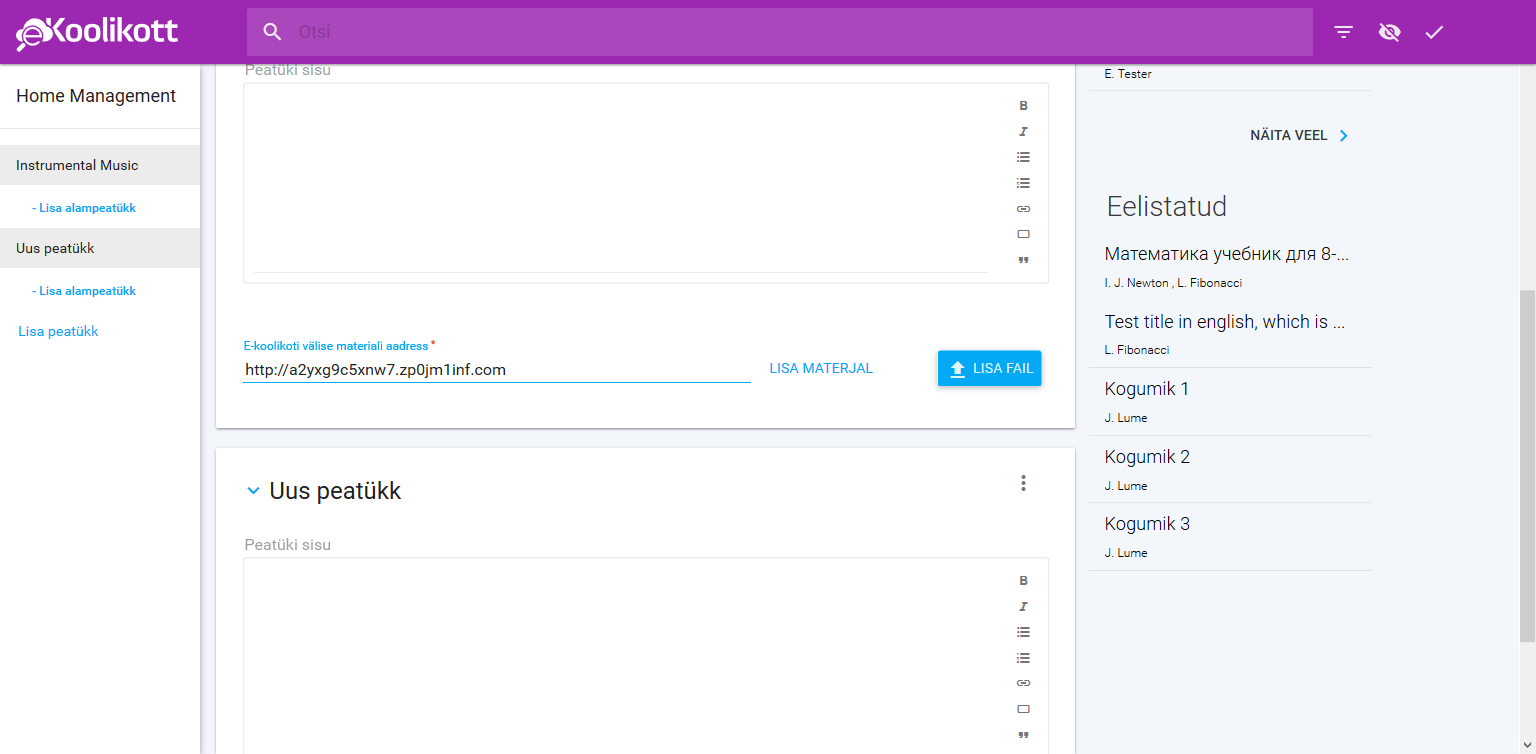 eKoolikott
Otsi
Home Management
Instrumental Music
- Lisa alampeatükk
Uus peatükk
- Lisa alampeatükk
Lisa peatükk
Peatüki sisu
B
I
E-koolikoti välise materiali aadress *
http://a2yxg9c5xnw7.zp0jm1inf.com
LISA MATERJAL
LISA FAIL
Uus peatükk
Peatüki sisu
B
I
E. Tester
NÄITA VEEL
Eelistatud
Математика учебник для 8-...
I. J. Newton , L. Fibonacci
Test title in english, which is ...
L. Fibonacci
Kogumik 1
J. Lume
Kogumik 2
J. Lume
Kogumik 3
J. Lume